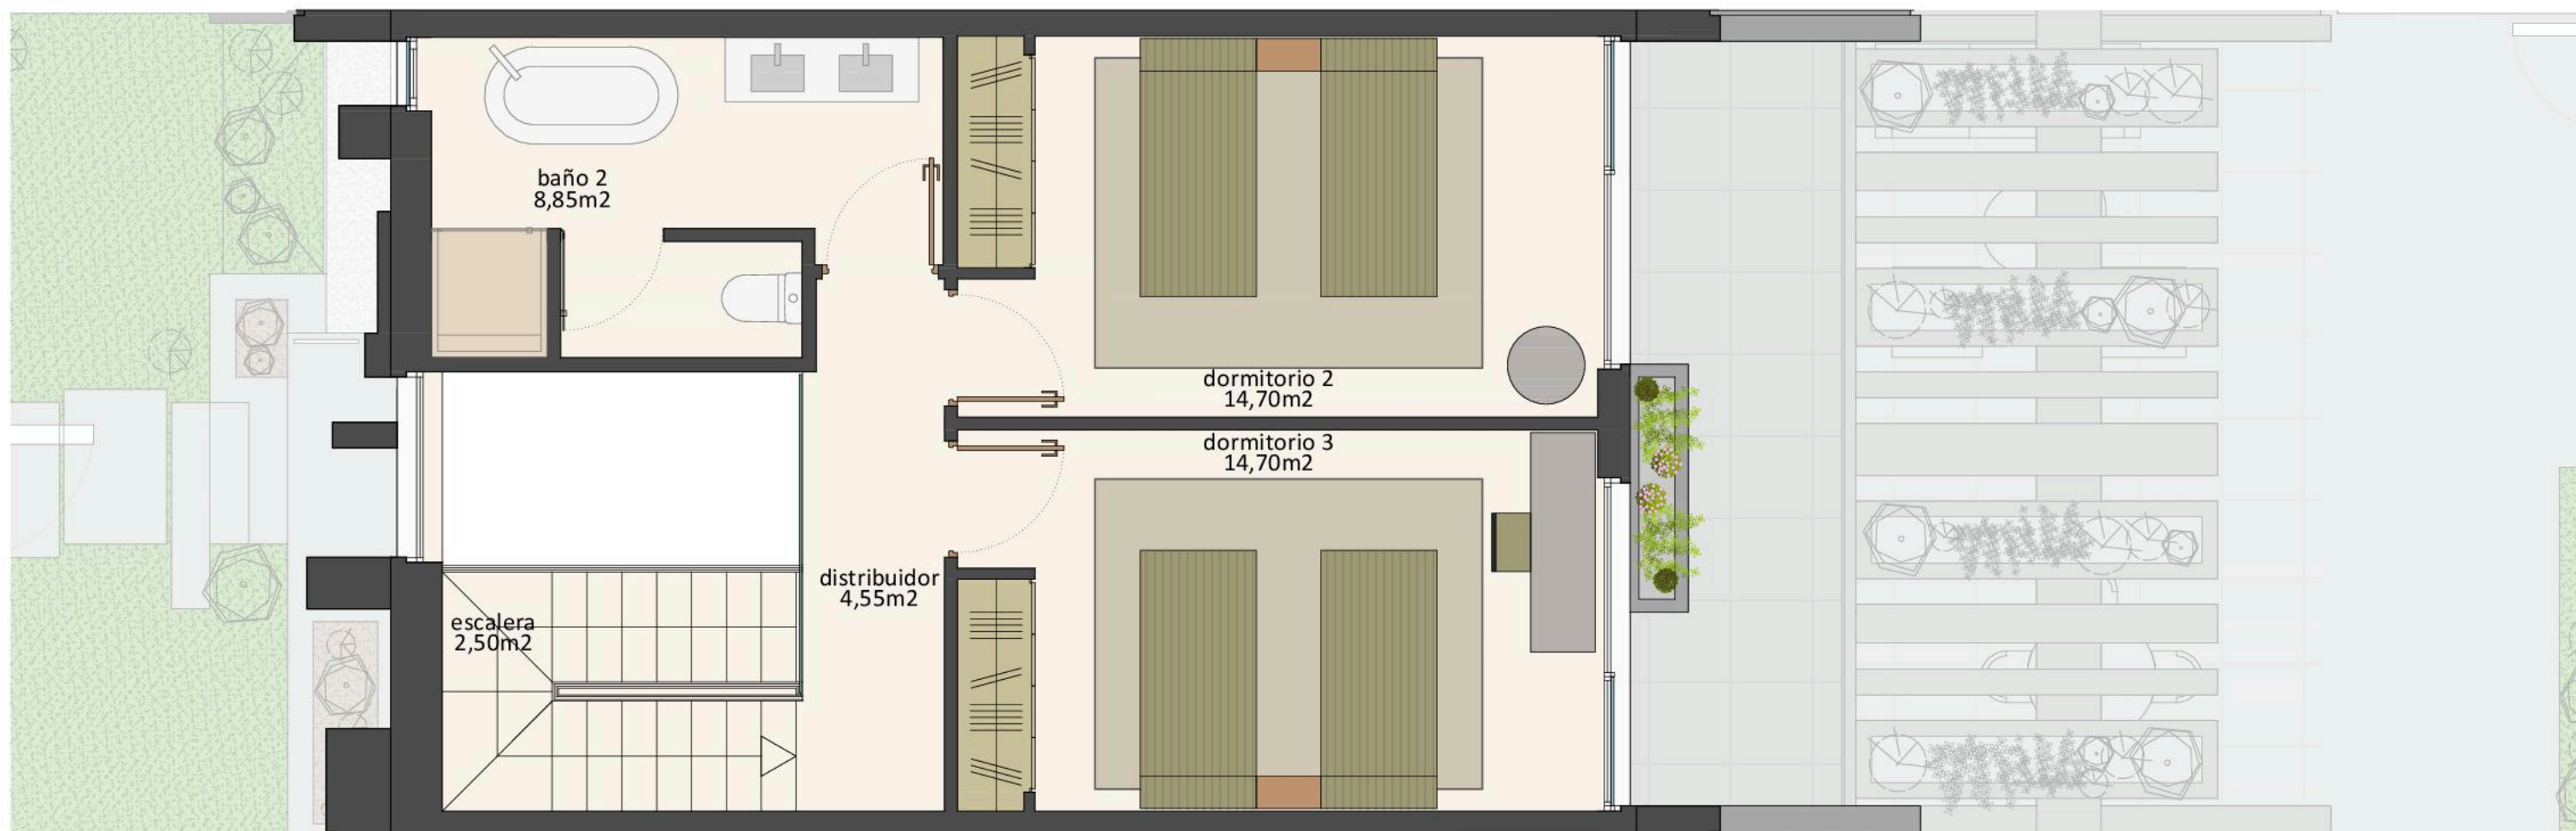 baño 2
8,85m2
dormitorio 2
14,70m2
dormitorio 3
14,70m2
distribuidor
4,55m2
escalera
2,50m2